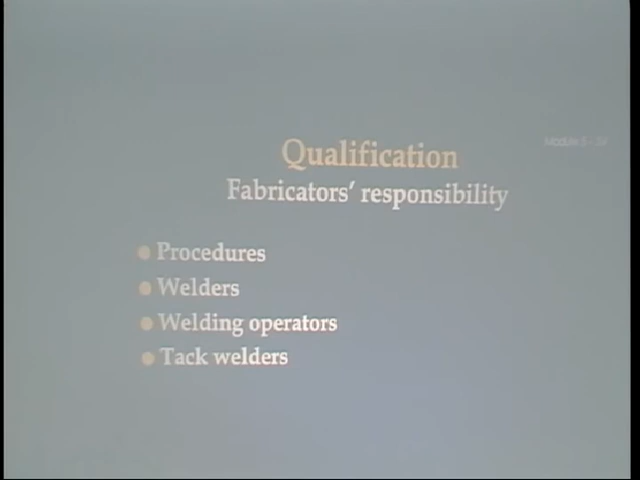 Qualification
Fabricators' responsibility
Procedures
Welders
Welding operators
Tack welders